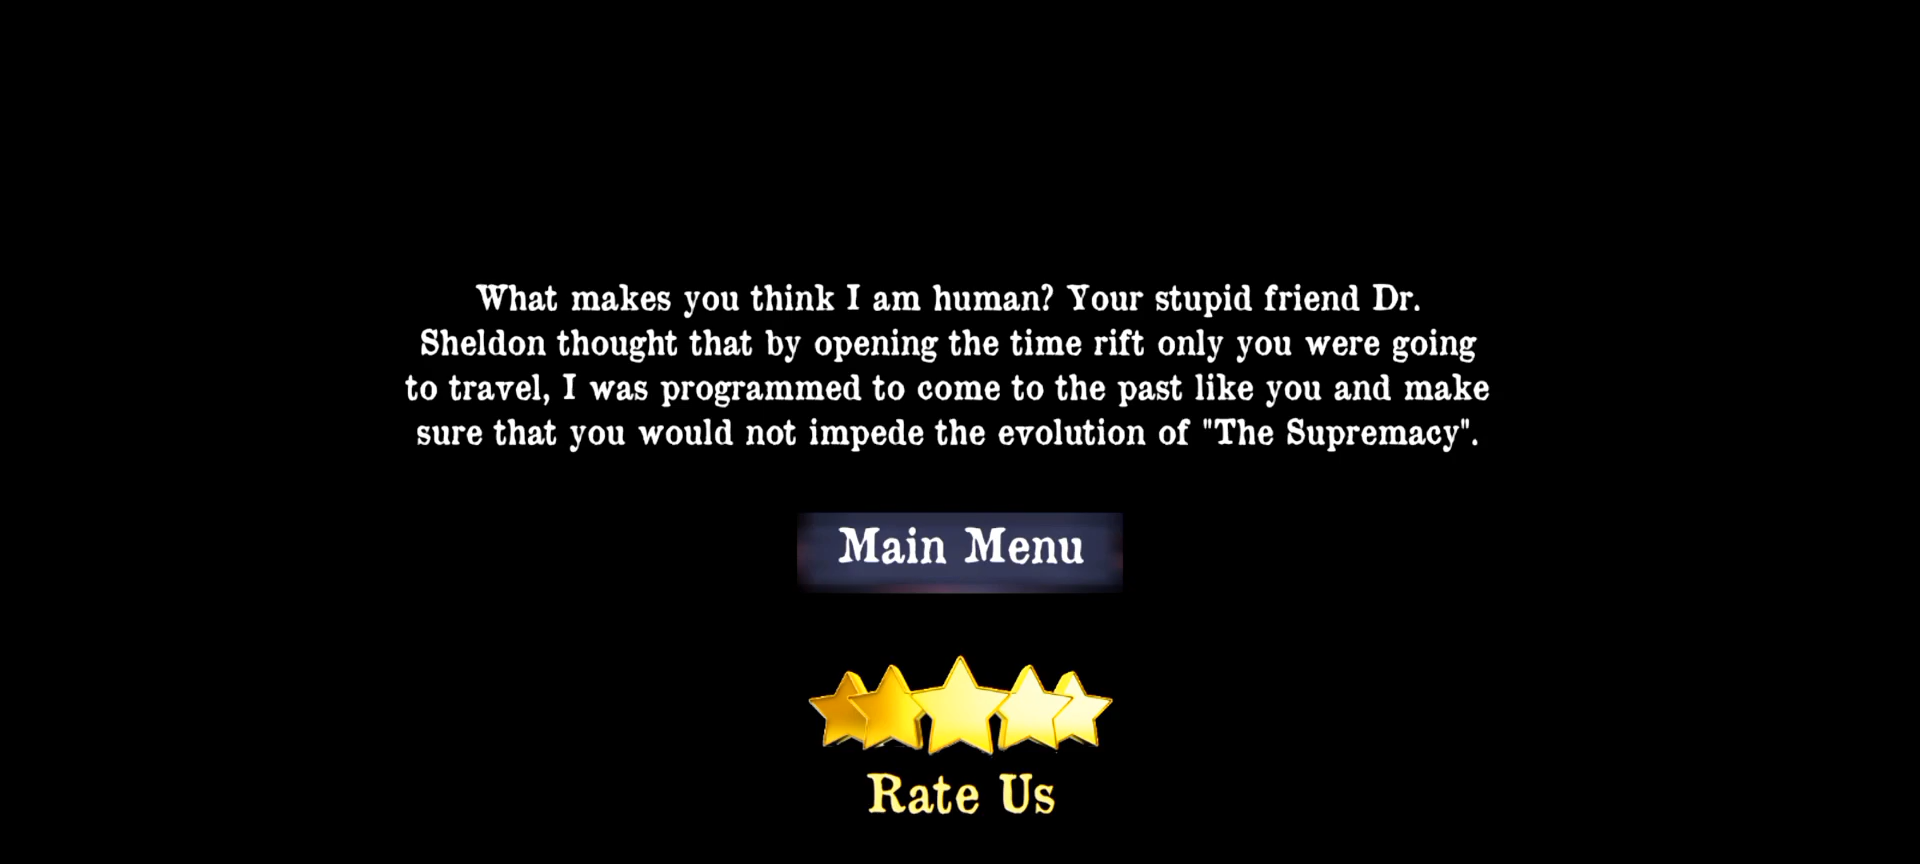 What makes you think I am human? Your stupid friend Dr.
Sheldon thought that by opening the time rift only you were going
to travel, I was programmed to come to the past like you and make
sure that you would not impede the evolution of "The Supremacy".
Main Menu
Rate Us